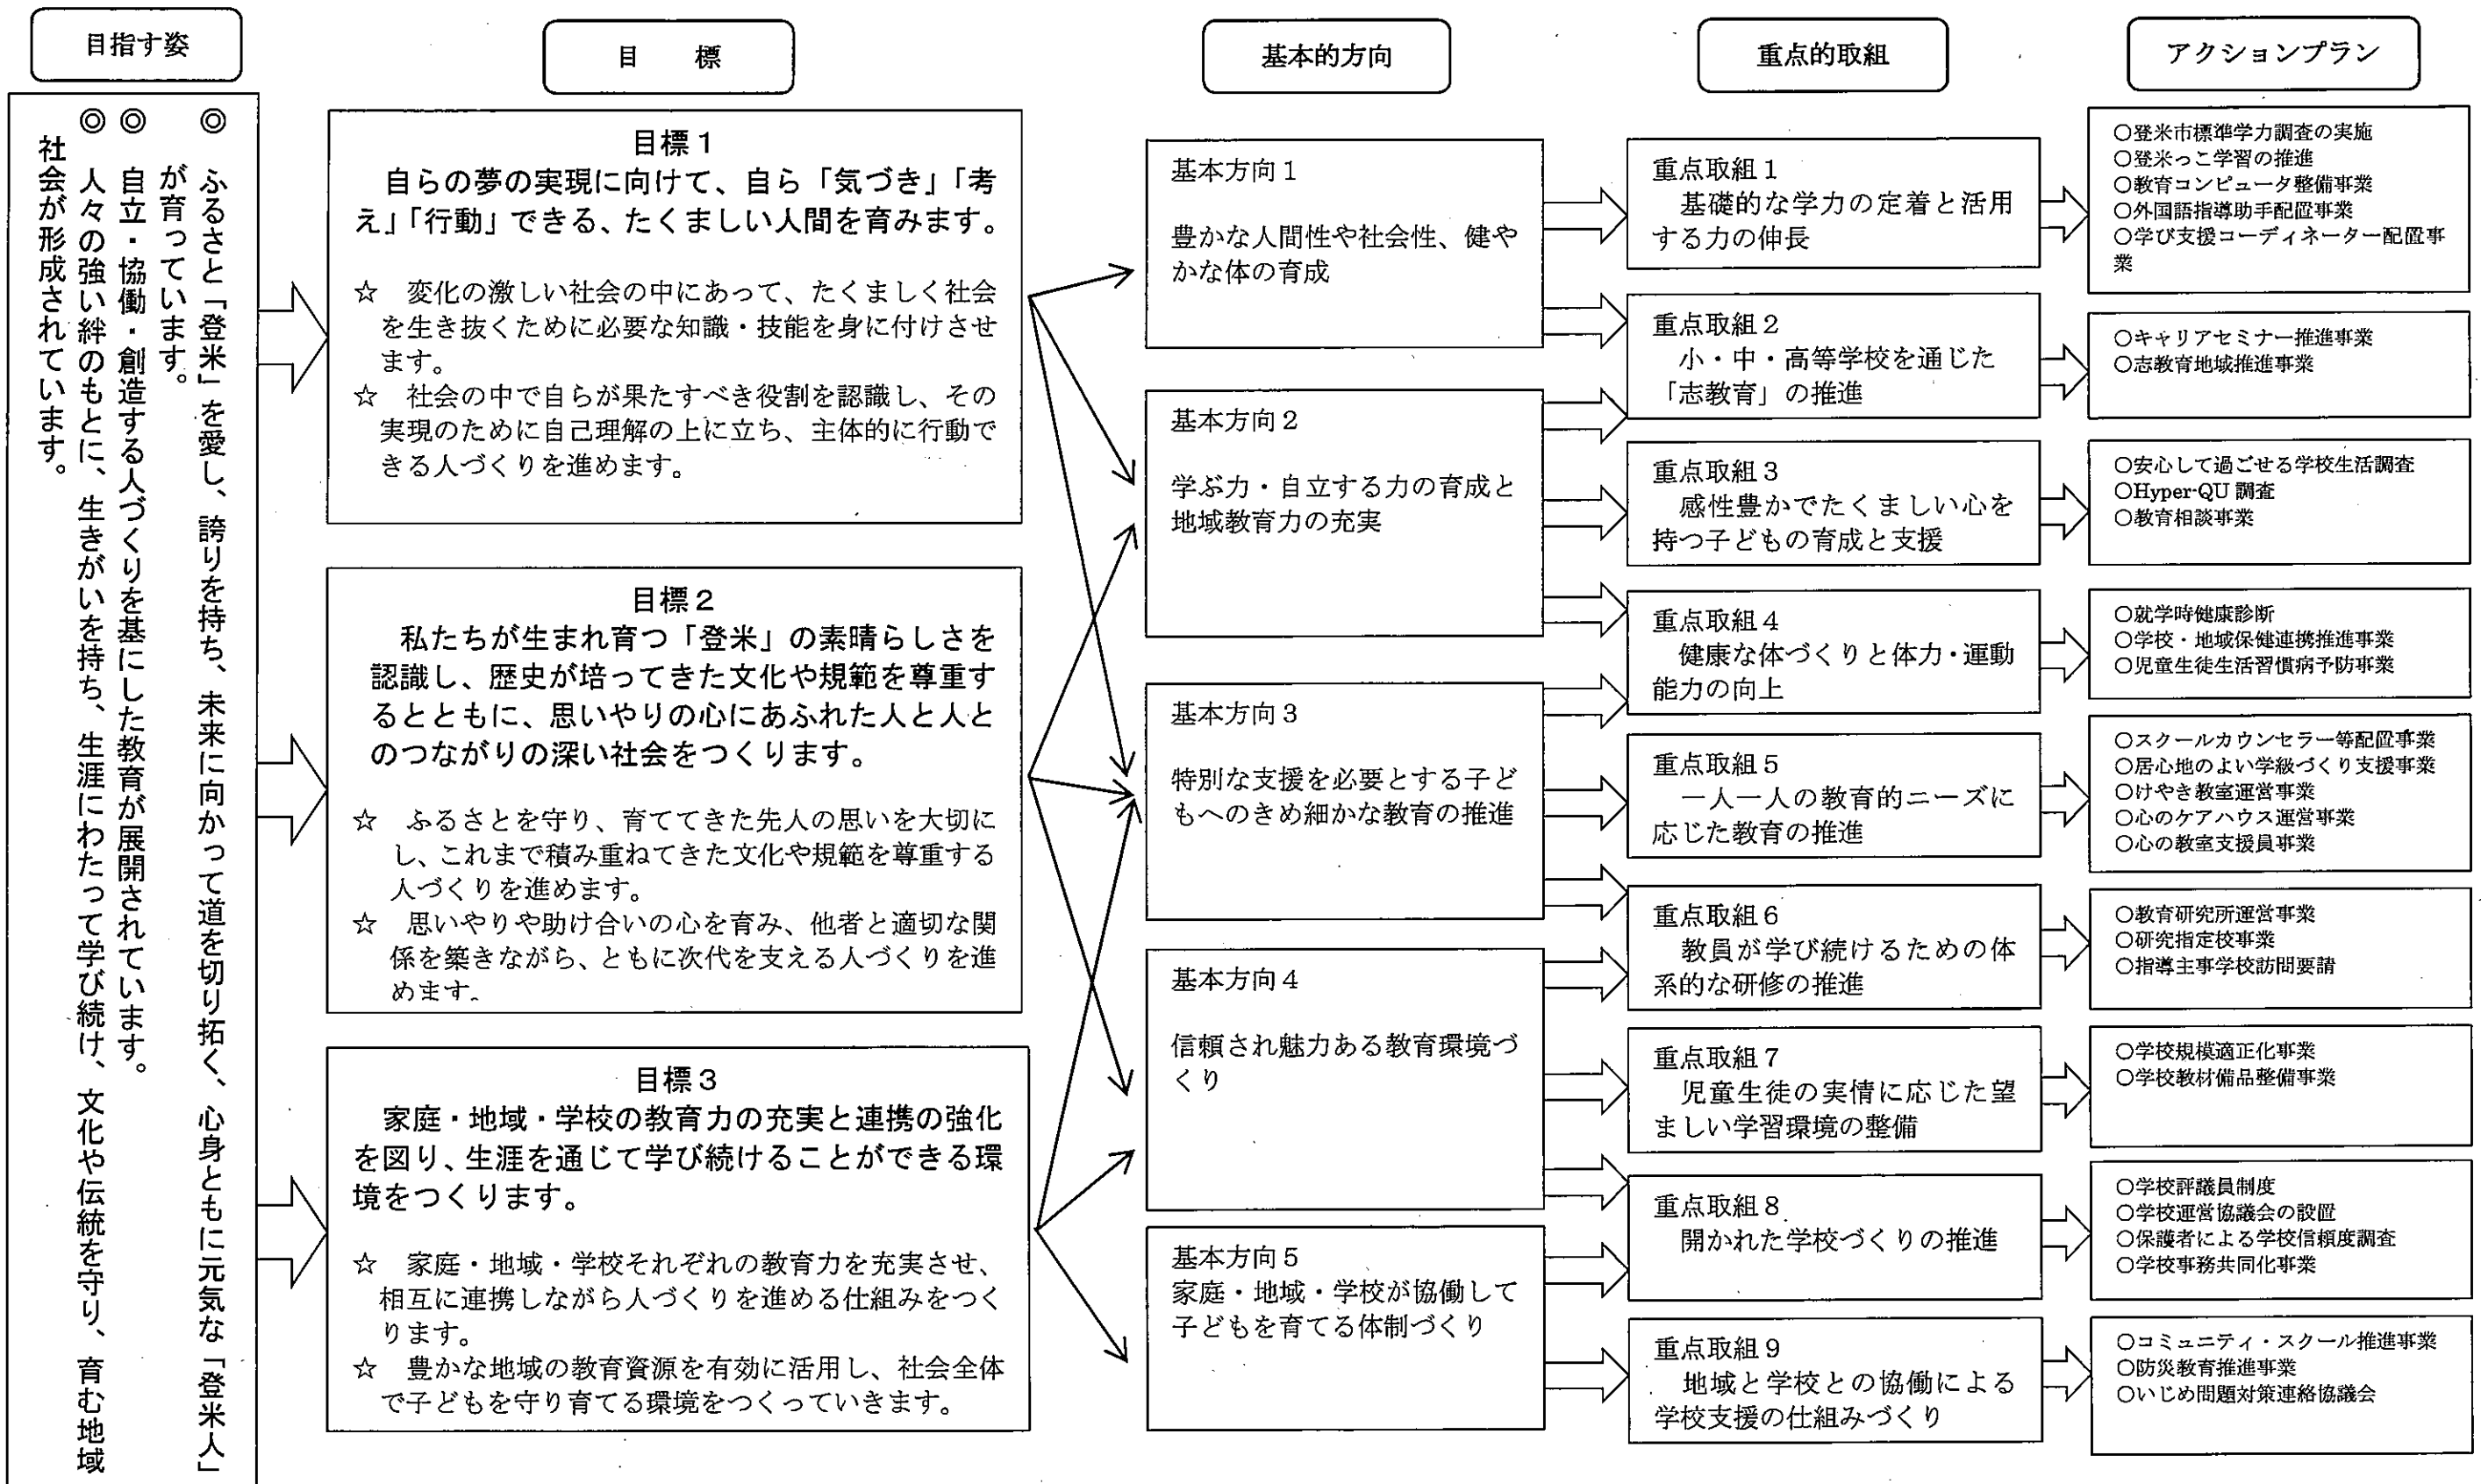 目指す姿
目　標
基本的方向
重点的取組
アクションプラン
◎　ふるさと「登米」を愛し、誇りを持ち、未来に向かって道を切り拓く、心身ともに元気な「登米人」
が育っています。
◎　自立・協働・創造する人づくりを基にした教育が展開されています。
◎　人々の強い絆のもとに、生きがいを持ち、生涯にわたって学び続け、文化や伝統を守り、育む地域
社会が形成されています。
目標１
自らの夢の実現に向けて、自ら「気づき」「考
え」「行動」できる、たくましい人間を育みます。
☆　変化の激しい社会の中にあって、たくましく社会
を生き抜くために必要な知識・技能を身に付けさせ
ます。
☆　社会の中で自らが果たすべき役割を認識し、その
実現のために自己理解の上に立ち、主体的に行動で
きる人づくりを進めます。
目標２
私たちが生まれ育つ「登米」の素晴らしさを
認識し、歴史が培ってきた文化や規範を尊重す
るとともに、思いやりの心にあふれた人と人と
のつながりの深い社会をつくります。
☆　ふるさとを守り、育ててきた先人の思いを大切に
し、これまで積み重ねてきた文化や規範を尊重する
人づくりを進めます。
☆　思いやりや助け合いの心を育み、他者と適切な関
係を築きながら、ともに次代を支える人づくりを進
めます。
目標３
家庭・地域・学校の教育力の充実と連携の強化
を図り、生涯を通じて学び続けることができる環
境をつくります。
☆　家庭・地域・学校それぞれの教育力を充実させ、
相互に連携しながら人づくりを進める仕組みをつく
ります。
☆　豊かな地域の教育資源を有効に活用し、社会全体
で子どもを守り育てる環境をつくっていきます。
基本方向１
豊かな人間性や社会性、健や
かな体の育成
基本方向２
学ぶ力・自立する力の育成と
地域教育力の充実
基本方向３
特別な支援を必要とする子ど
もへのきめ細かな教育の推進
基本方向４
信頼され魅力ある教育環境づ
くり
基本方向５
家庭・地域・学校が協働して
子どもを育てる体制づくり
重点取組１
基礎的な学力の定着と活用
する力の伸長
重点取組２
小・中・高等学校を通じた
「志教育」の推進
重点取組３
感性豊かでたくましい心を
持つ子どもの育成と支援
重点取組４
健康な体づくりと体力・運動
能力の向上
重点取組５
一人一人の教育的ニーズに
応じた教育の推進
重点取組６
教員が学び続けるための体
系的な研修の推進
重点取組７
児童生徒の実情に応じた望
ましい学習環境の整備
重点取組８
開かれた学校づくりの推進
重点取組９
地域と学校との協働による
学校支援の仕組みづくり
○登米市標準学力調査の実施
○登米っこ学習の推進
○教育コンピュータ整備事業
○外国語指導助手配置事業
○学び支援コーディネーター配置事
業
○キャリアセミナー推進事業
○志教育地域推進事業
○安心して過ごせる学校生活調査
○Hyper-QU 調査
○教育相談事業
○就学時健康診断
○学校・地域保健連携推進事業
○児童生徒生活習慣病予防事業
○スクールカウンセラー等配置事業
○居心地のよい学級づくり支援事業
○けやき教室運営事業
○心のケアハウス運営事業
○心の教室支援員事業
○教育研究所運営事業
○研究指定校事業
○指導主事学校訪問要請
○学校規模適正化事業
○学校教材備品整備事業
○学校評議員制度
○学校運営協議会の設置
○保護者による学校信頼度調査
○学校事務共同化事業
○コミュニティ・スクール推進事業
○防災教育推進事業
○いじめ問題対策連絡協議会